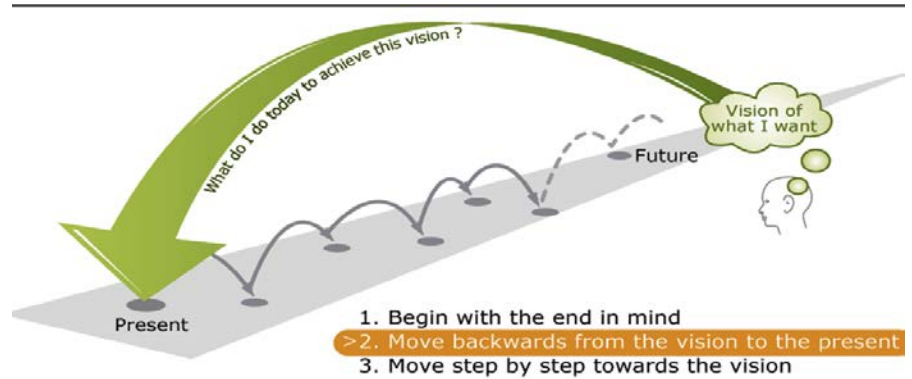 What do I do today to achieve this vision ?
Vision of
what I want
Future
Present
1. Begin with the end in mind
>2. Move backwards from the vision to the present
3. Move step by step towards the vision